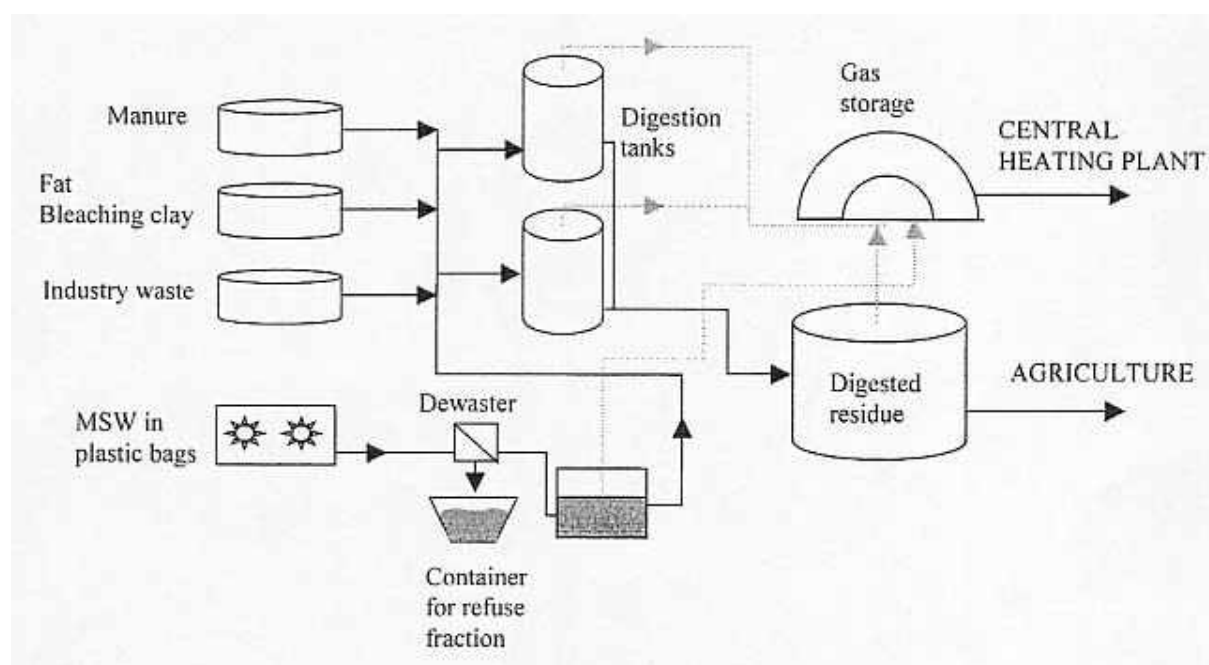 Manure
Fat
Bleaching clay
Industry waste
MSW in
plastic bags
Dewaster
Container
for refuse
fraction
Digestion
tanks
Gas
storage
CENTRAL
HEATING PLANT
Digested
residue
AGRICULTURE